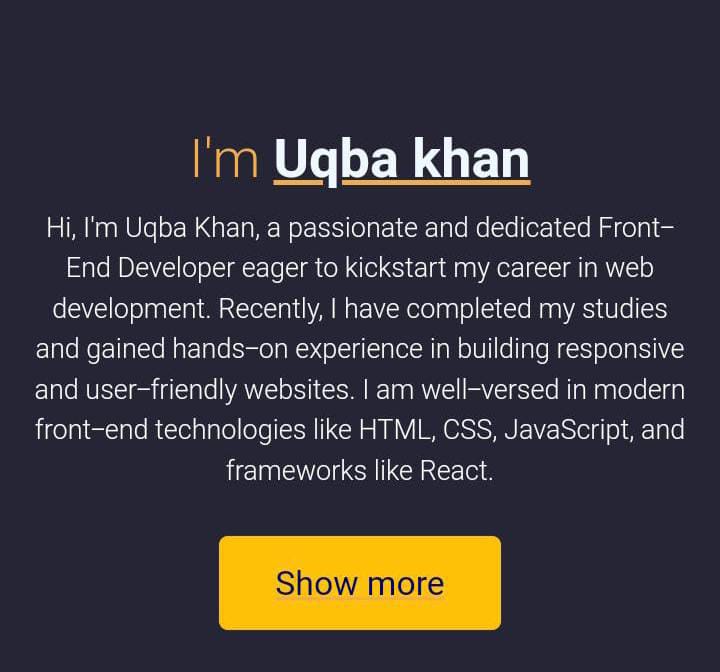 I'm Uqba khan
Hi, I'm Uqba Khan, a passionate and dedicated Front-
End Developer eager to kickstart my career in web
development. Recently, I have completed my studies
and gained hands-on experience in building responsive
and user-friendly websites. I am well-versed in modern
front-end technologies like HTML, CSS, JavaScript, and
frameworks like React.
Show more